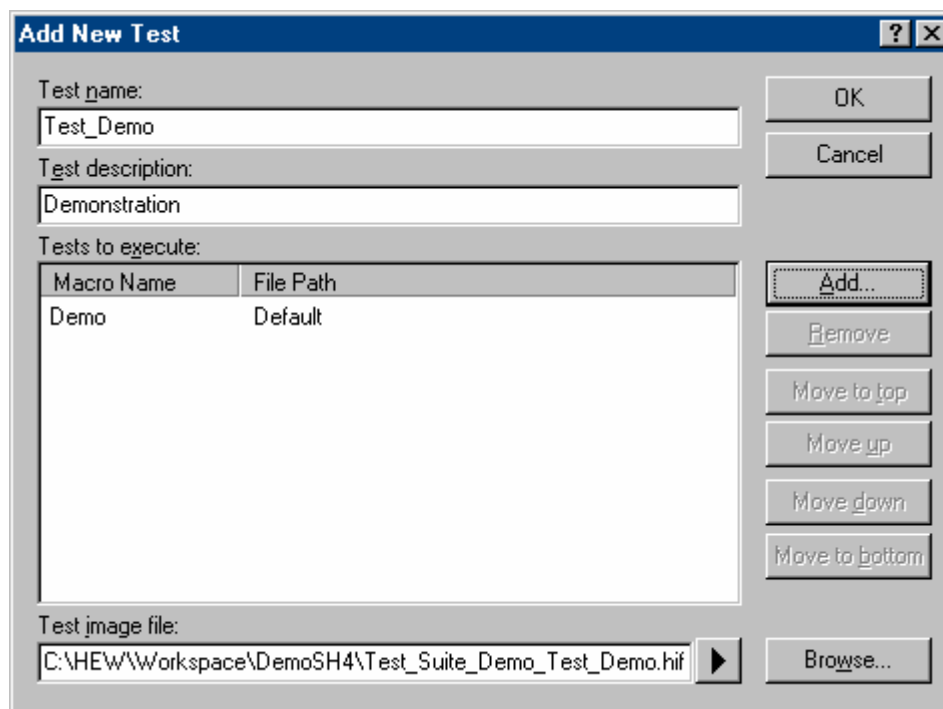 Add New Test
Test name:
OK
Test_Demo
Cancel
Test description:
Demonstration
Tests to execute:
Macro Name File Path
Add...
Demo Default
Remove
Move to top
Move up
Move down
Move to bottom
Test image file:
C:\HEW\Workspace\DemoSH4\Test_Suite_Demo_Test_Demo.hif
Browse...